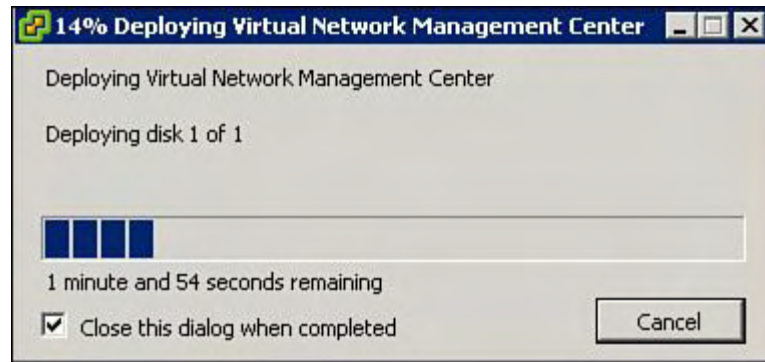 14% Deploying Virtual Network Management Center
Deploying Virtual Network Management Center
Deploying disk 1 of 1
1 minute and 54 seconds remaining
Close this dialog when completed
Cancel